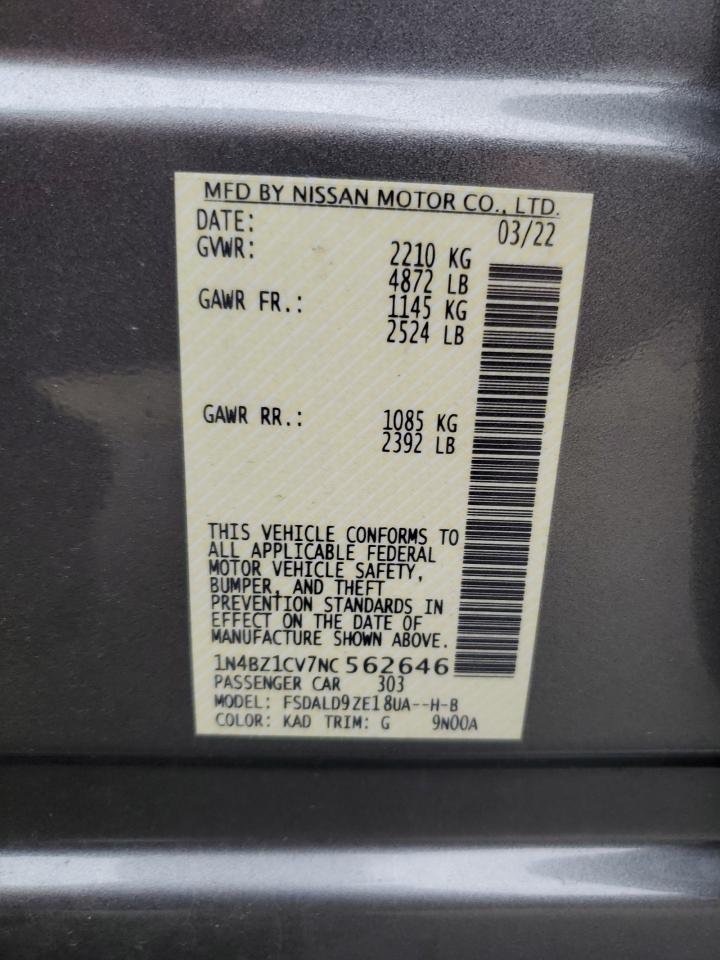 MFD BY NISSAN MOTOR CO., LTD.
DATE: 03/22
GVWR: 2210 KG
4872 LB
GAWR FR.: 1145 KG
2524 LB
GAWR RR.: 1085 KG
2392 LB
THIS VEHICLE CONFORMS TO
ALL APPLICABLE FEDERAL
MOTOR VEHICLE SAFETY,
BUMPER, AND THEFT
PREVENTION STANDARDS IN
EFFECT ON THE DATE OF
MANUFACTURE SHOWN ABOVE.
1N4BZ1CV7NC 562646
PASSENGER CAR 303
MODEL: FSDALD9ZE18UA--H-B
COLOR: KAD TRIM: G 9N00A